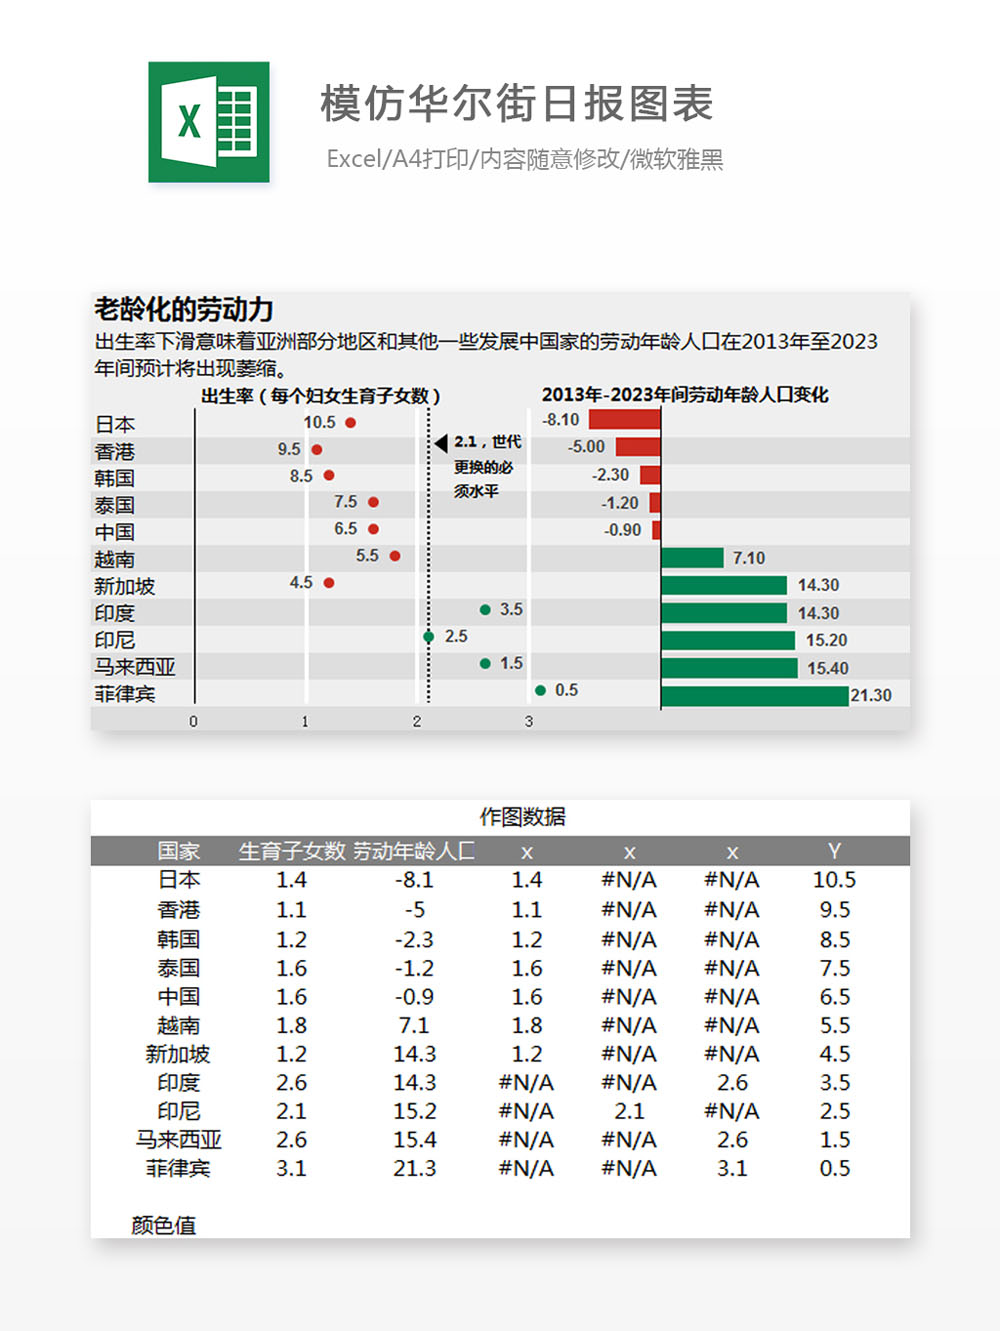 X
模仿华尔街日报图表
Excel/A4打印/内容随意修改/微软雅黑
老龄化的劳动力
出生率下滑意味着亚洲部分地区和其他一些发展中国家的劳动年龄人口在2013年至2023
年间预计将出现萎缩。
出生率（每个妇女生育子女数） 2013年-2023年间劳动年龄人口变化
日本 10.5 -8.10
香港 9.5 -5.00
韩国 8.5 -2.30
泰国 7.5 -1.20
中国 6.5 -0.90
越南 5.5 7.10
新加坡 4.5 14.30
印度 3.5 14.30
印尼 2.5 15.20
马来西亚 1.5 15.40
菲律宾 0.5 21.30
2.1，世代
更换的必
须水平
0 1 2 3
作图数据
国家 生育子女数 劳动年龄人口 x x x Y
日本 1.4 -8.1 1.4 #N/A #N/A 10.5
香港 1.1 -5 1.1 #N/A #N/A 9.5
韩国 1.2 -2.3 1.2 #N/A #N/A 8.5
泰国 1.6 -1.2 1.6 #N/A #N/A 7.5
中国 1.6 -0.9 1.6 #N/A #N/A 6.5
越南 1.8 7.1 1.8 #N/A #N/A 5.5
新加坡 1.2 14.3 1.2 #N/A #N/A 4.5
印度 2.6 14.3 #N/A #N/A 2.6 3.5
印尼 2.1 15.2 #N/A 2.1 #N/A 2.5
马来西亚 2.6 15.4 #N/A #N/A 2.6 1.5
菲律宾 3.1 21.3 #N/A #N/A 3.1 0.5
颜色值